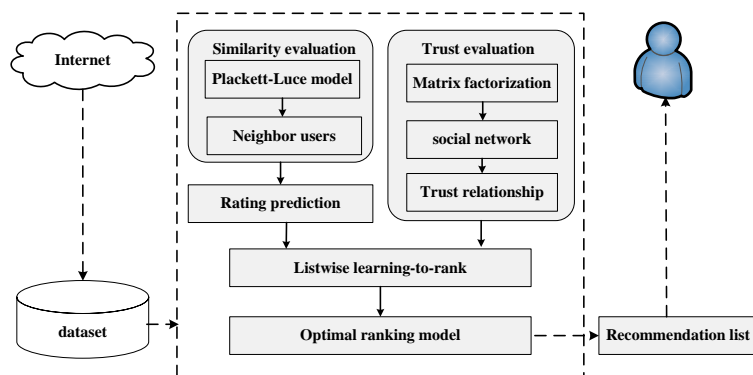 Internet
Similarity evaluation
Plackett-Luce model
Neighbor users
Rating prediction
Trust evaluation
Matrix factorization
social network
Trust relationship
Listwise learning-to-rank
dataset
Optimal ranking model
Recommendation list